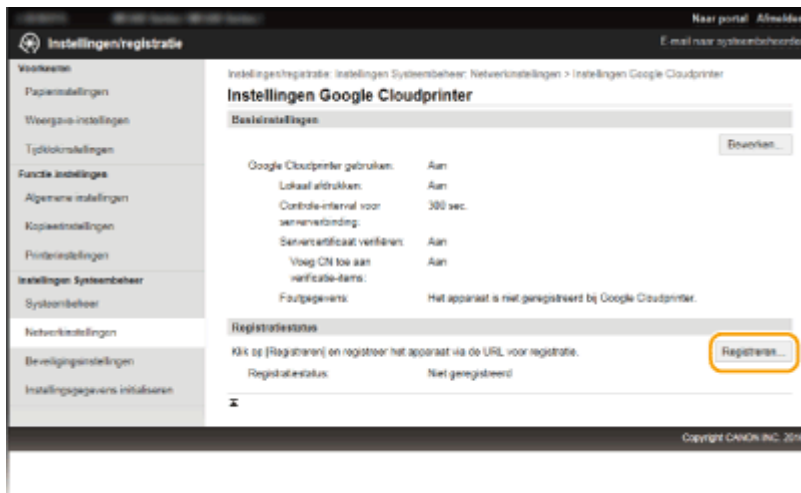 Naar portal Afmelden
Instellingen/registratie
E-mail naar systeembeheerder
Voorkeuren
Papierinstellingen
Weergave-instellingen
Tijdklokinstellingen
Functie-instellingen
Algemene instellingen
Kopieerinstellingen
Printerinstellingen
Instellingen Systeembeheer
Systeembeheer
Netwerkinstellingen
Beveiligingsinstellingen
Instellingsgegevens initialiseren
Instellingen/registratie: Instellingen Systeembeheer: Netwerkinstellingen > Instellingen Google Cloudprinter
Instellingen Google Cloudprinter
Basisinstellingen
Bewerken...
Google Cloudprinter gebruiken: Aan
Lokaal afdrukken: Aan
Controle-interval voor 300 sec.
serververbinding:
Servercertificaat verifiëren: Aan
Voeg CN toe aan Aan
verificatie-items:
Foutgegevens: Het apparaat is niet geregistreerd bij Google Cloudprinter.
Registratiestatus
Klik op [Registreren] en registreer het apparaat via de URL voor registratie.
Registreren...
Registratiestatus: Niet geregistreerd
Copyright CANON INC.